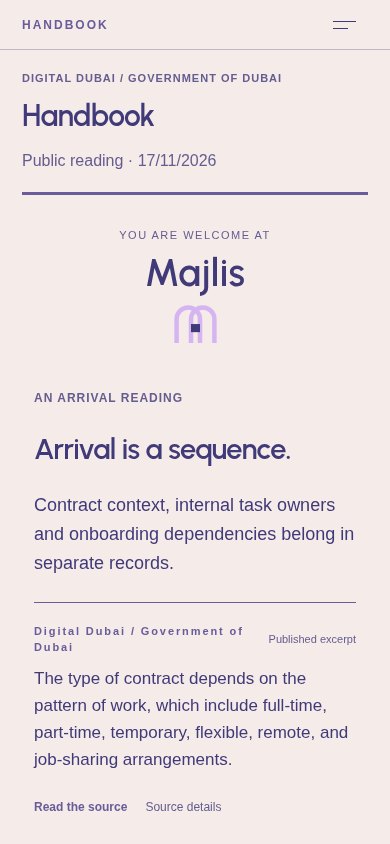 HANDBOOK
DIGITAL DUBAI / GOVERNMENT OF DUBAI
Handbook
Public reading · 17/11/2026
YOU ARE WELCOME AT
Majlis
AN ARRIVAL READING
Arrival is a sequence.
Contract context, internal task owners
and onboarding dependencies belong in
separate records.
Digital Dubai / Government of
Dubai
Published excerpt
The type of contract depends on the
pattern of work, which include full-time,
part-time, temporary, flexible, remote, and
job-sharing arrangements.
Read the source Source details